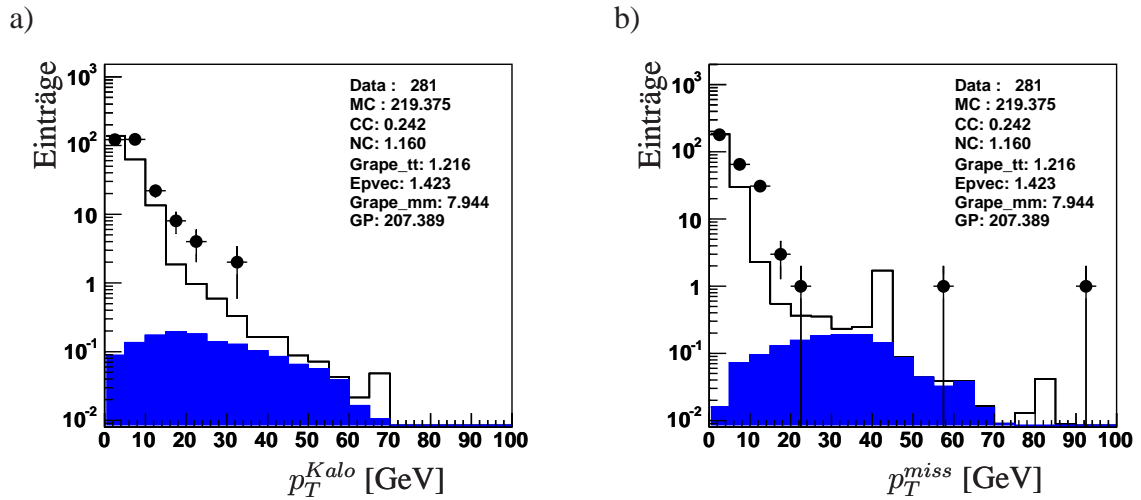 a)
Einträge
10³
10²
10
1
10⁻¹
10⁻²
0 10 20 30 40 50 60 70 80 90 100
Data : 281
MC : 219.375
CC: 0.242
NC: 1.160
Grape_tt: 1.216
Epvec: 1.423
Grape_mm: 7.944
GP: 207.389
p_T^{Kalo} [GeV]
b)
Einträge
10³
10²
10
1
10⁻¹
10⁻²
0 10 20 30 40 50 60 70 80 90 100
Data : 281
MC : 219.375
CC: 0.242
NC: 1.160
Grape_tt: 1.216
Epvec: 1.423
Grape_mm: 7.944
GP: 207.389
p_T^{miss} [GeV]